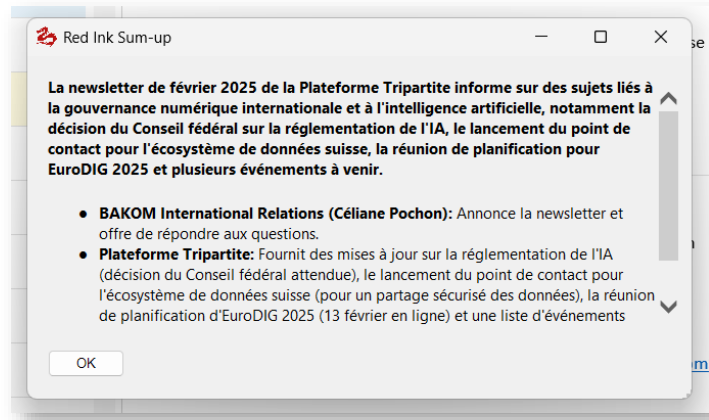 Red Ink Sum-up
se
La newsletter de février 2025 de la Plateforme Tripartite informe sur des sujets liés à
la gouvernance numérique internationale et à l'intelligence artificielle, notamment la
décision du Conseil fédéral sur la réglementation de l'IA, le lancement du point de
contact pour l'écosystème de données suisse, la réunion de planification pour
EuroDIG 2025 et plusieurs événements à venir.
● BAKOM International Relations (Céliane Pochon): Annonce la newsletter et
offre de répondre aux questions.
● Plateforme Tripartite: Fournit des mises à jour sur la réglementation de l'IA
(décision du Conseil fédéral attendue), le lancement du point de contact pour
l'écosystème de données suisse (pour un partage sécurisé des données), la réunion
de planification d'EuroDIG 2025 (13 février en ligne) et une liste d'événements
OK
om